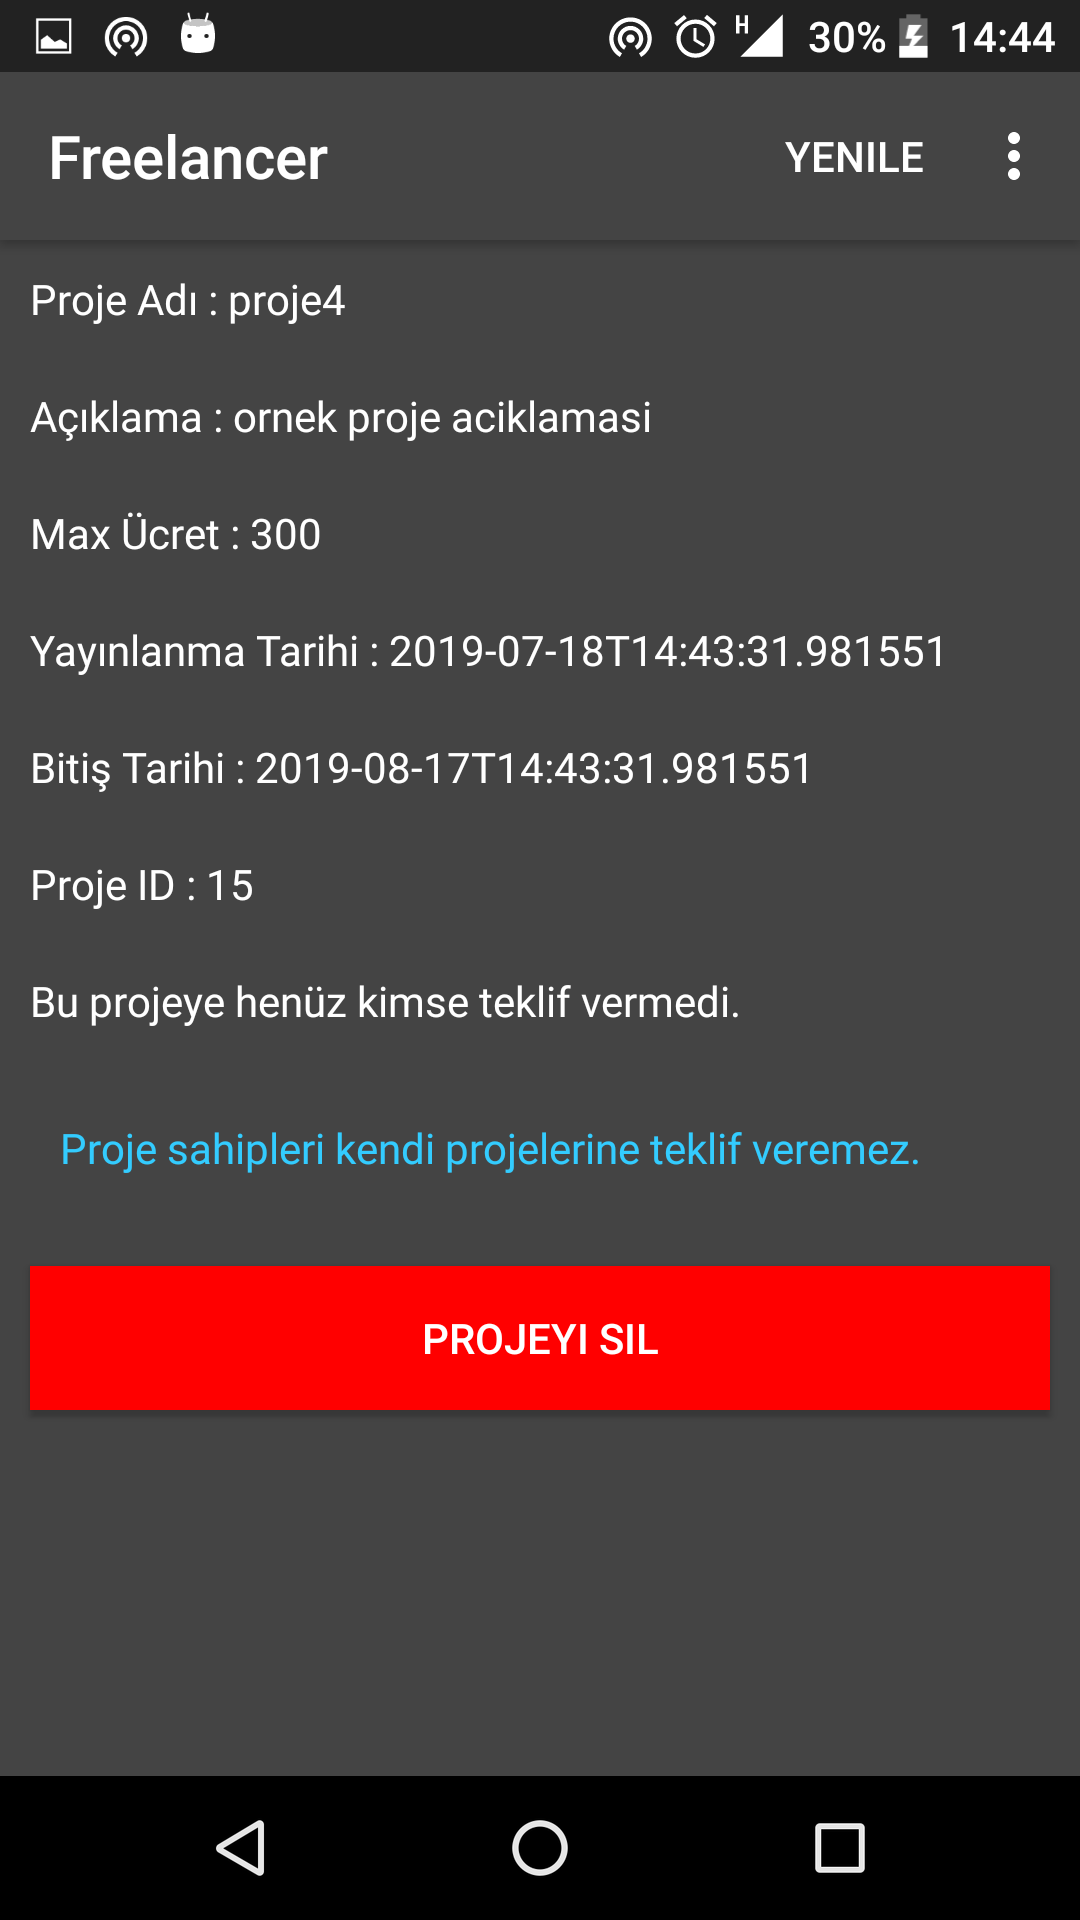 H 30% 14:44
Freelancer YENILE
Proje Adı : proje4
Açıklama : ornek proje aciklamasi
Max Ücret : 300
Yayınlanma Tarihi : 2019-07-18T14:43:31.981551
Bitiş Tarihi : 2019-08-17T14:43:31.981551
Proje ID : 15
Bu projeye henüz kimse teklif vermedi.
Proje sahipleri kendi projelerine teklif veremez.
PROJEYI SIL